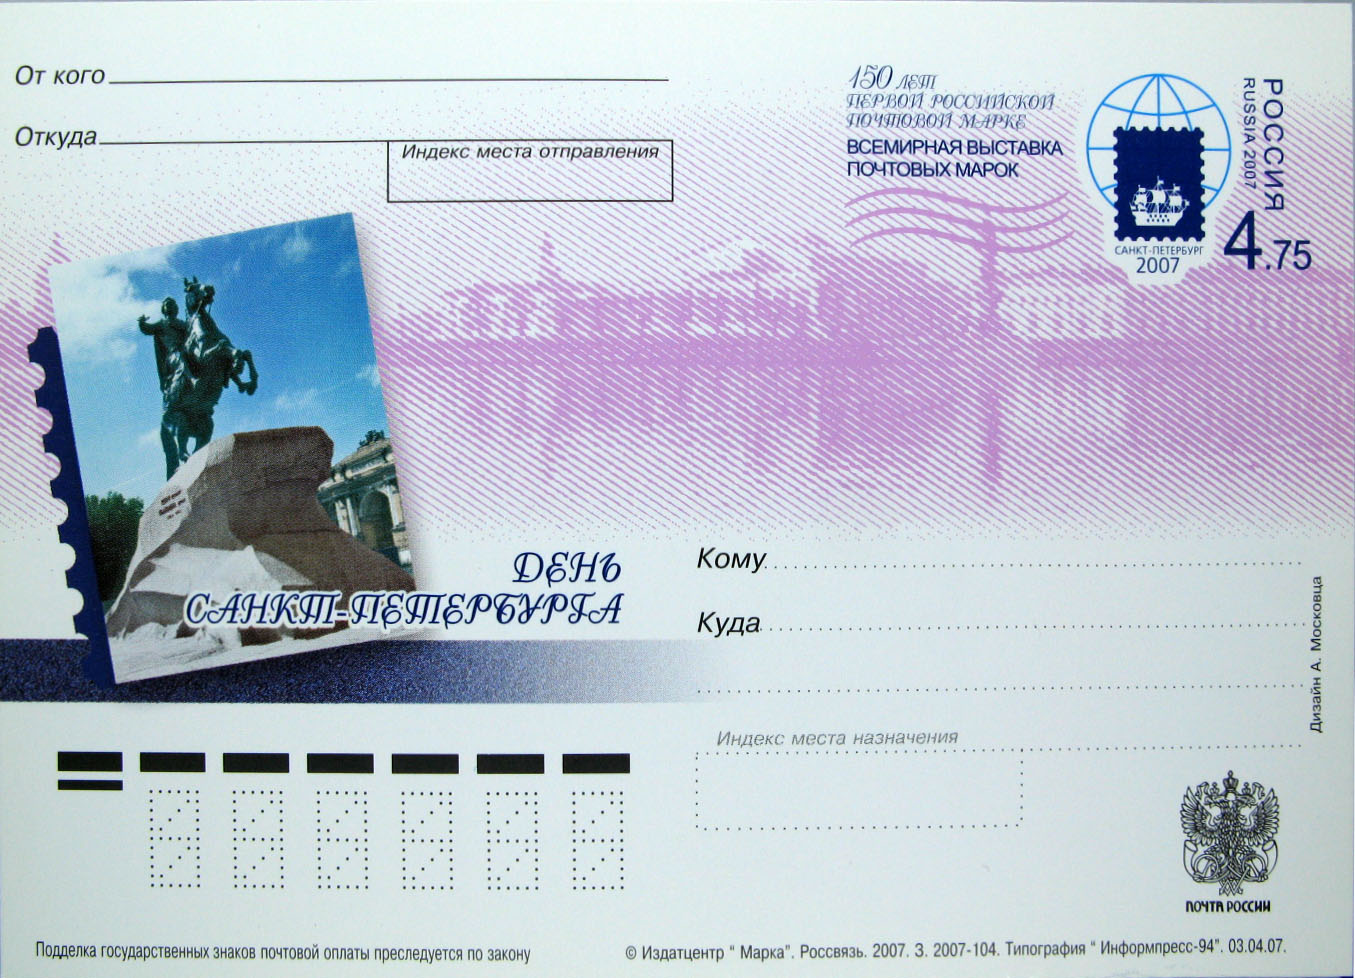 От кого
Откуда
Индекс места отправления
150 ЛЕТ
ПЕРВОЙ РОССИЙСКОЙ
ПОЧТОВОЙ МАРКЕ
ВСЕМИРНАЯ ВЫСТАВКА
ПОЧТОВЫХ МАРОК
САНКТ-ПЕТЕРБУРГ
2007
РОССИЯ
RUSSIA 2007
4.75
ДЕНЬ
САНКТ-ПЕТЕРБУРГА
Кому
Куда
Индекс места назначения
Дизайн А. Московца
ПОЧТА РОССИИ
Подделка государственных знаков почтовой оплаты преследуется по закону
© Издатцентр “ Марка”. Россвязь. 2007. З. 2007-104. Типография “ Информпресс-94”. 03.04.07.